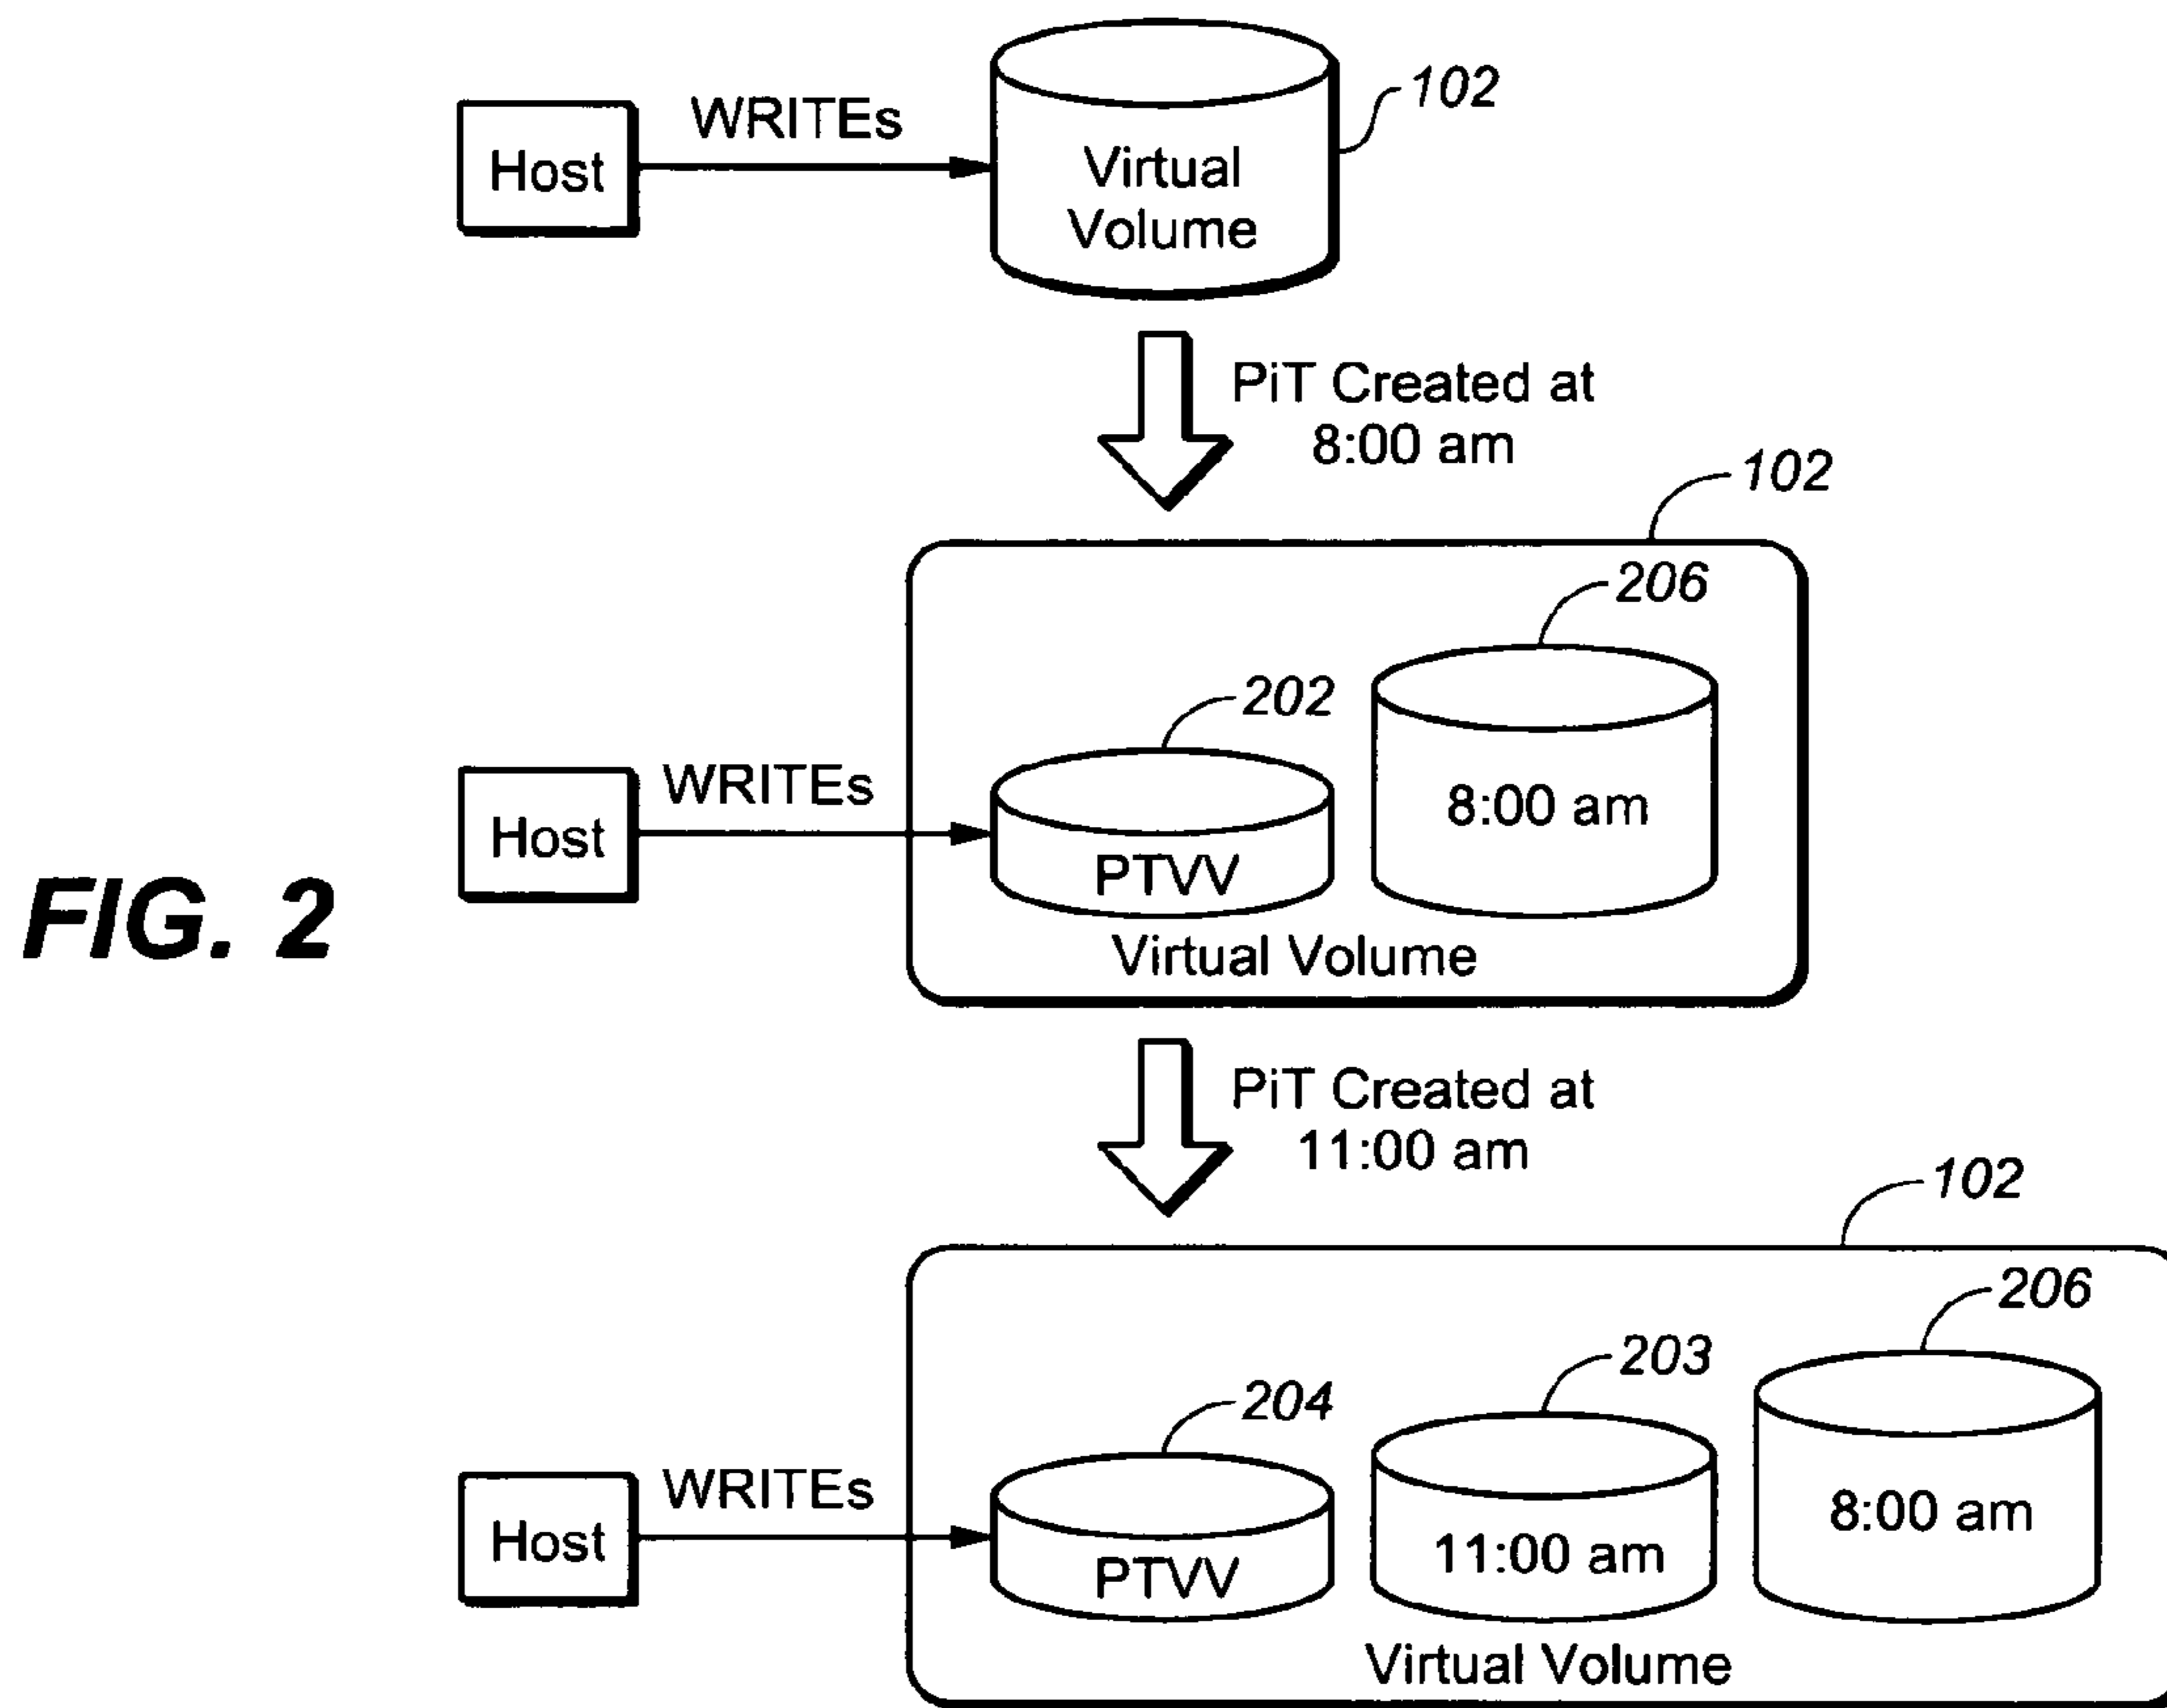 102
WRITEs
Host
Virtual
Volume
PiT Created at
8:00 am
102
206
202
WRITEs
8:00 am
Host
PTVV
FIG. 2
Virtual Volume
PiT Created at
11:00 am
102
206
203
204
WRITEs
8:00 am
Host
11:00 am
PTVV
Virtual Volume